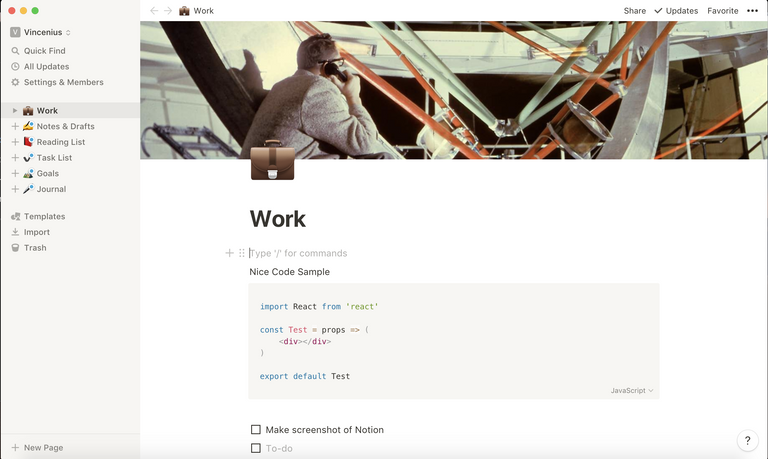 Vincenius
Quick Find
All Updates
Settings & Members
Work
Notes & Drafts
Reading List
Task List
Goals
Journal
Templates
Import
Trash
New Page
Work
Share
Updates
Favorite
Work
Type '/' for commands
Nice Code Sample
import React from 'react'
const Test = props => (
<div></div>
)
export default Test
JavaScript
Make screenshot of Notion
To-do
?